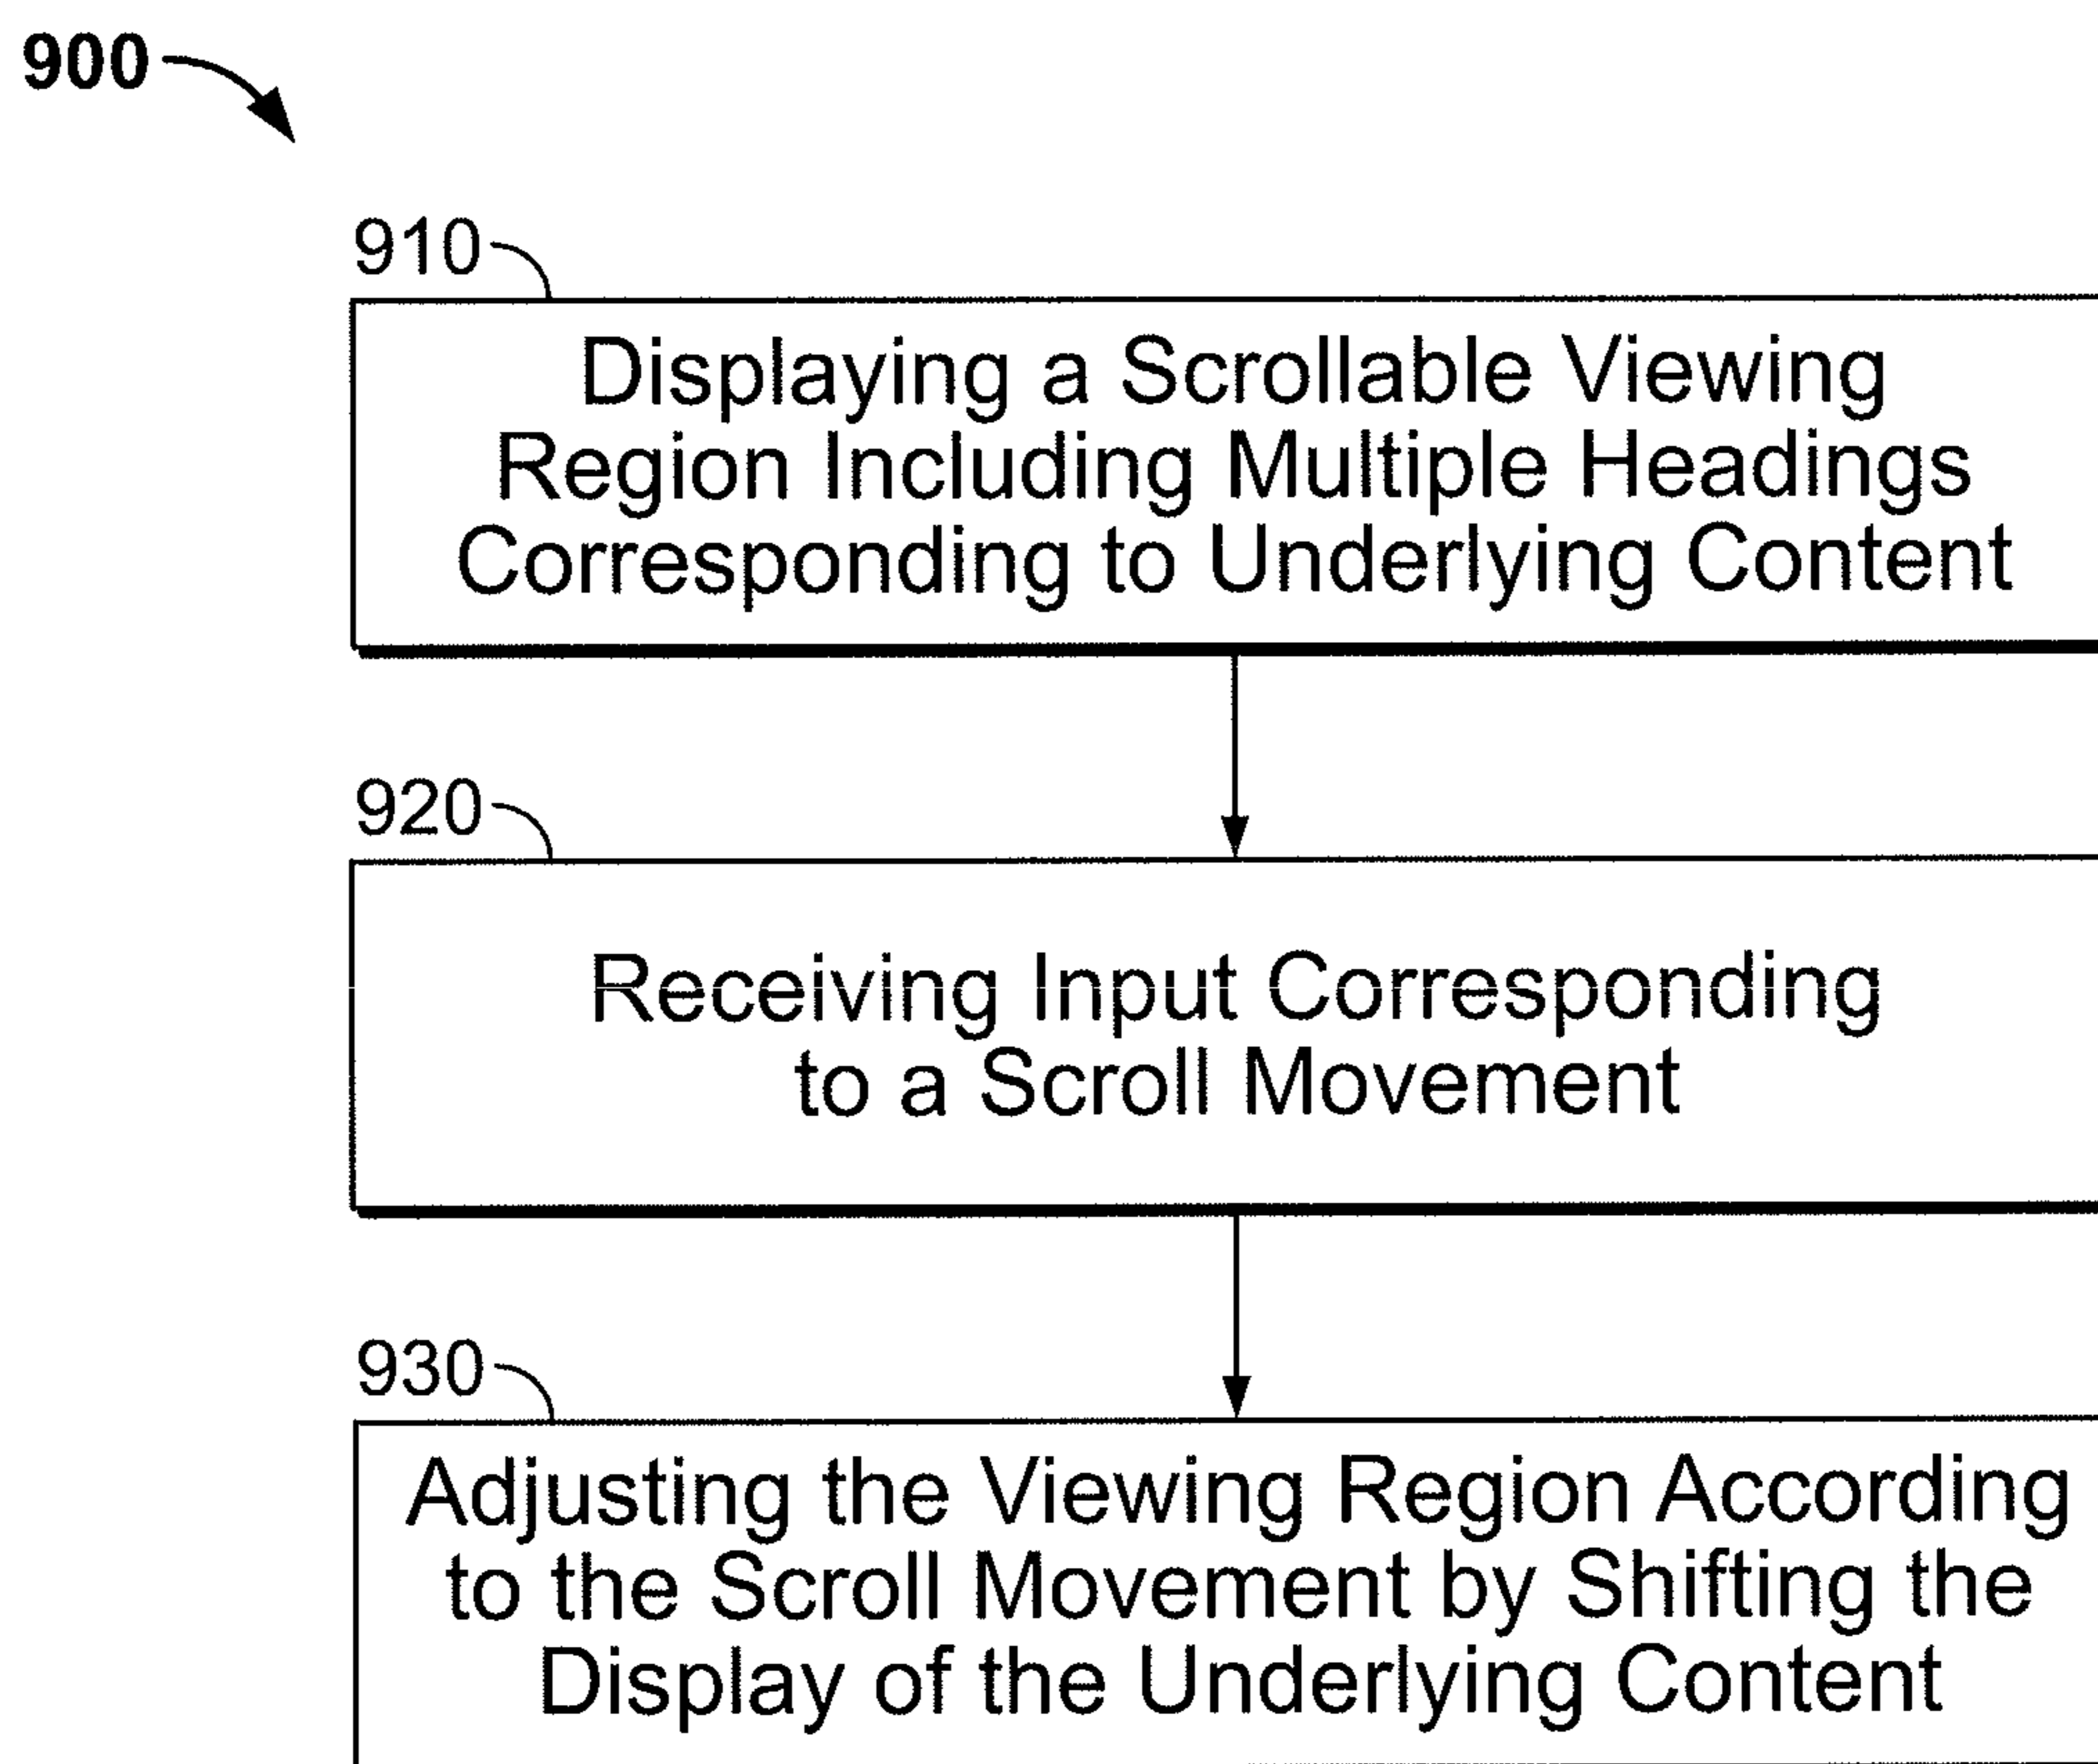 900
910
Displaying a Scrollable Viewing
Region Including Multiple Headings
Corresponding to Underlying Content
920
Receiving Input Corresponding
to a Scroll Movement
930
Adjusting the Viewing Region According
to the Scroll Movement by Shifting the
Display of the Underlying Content